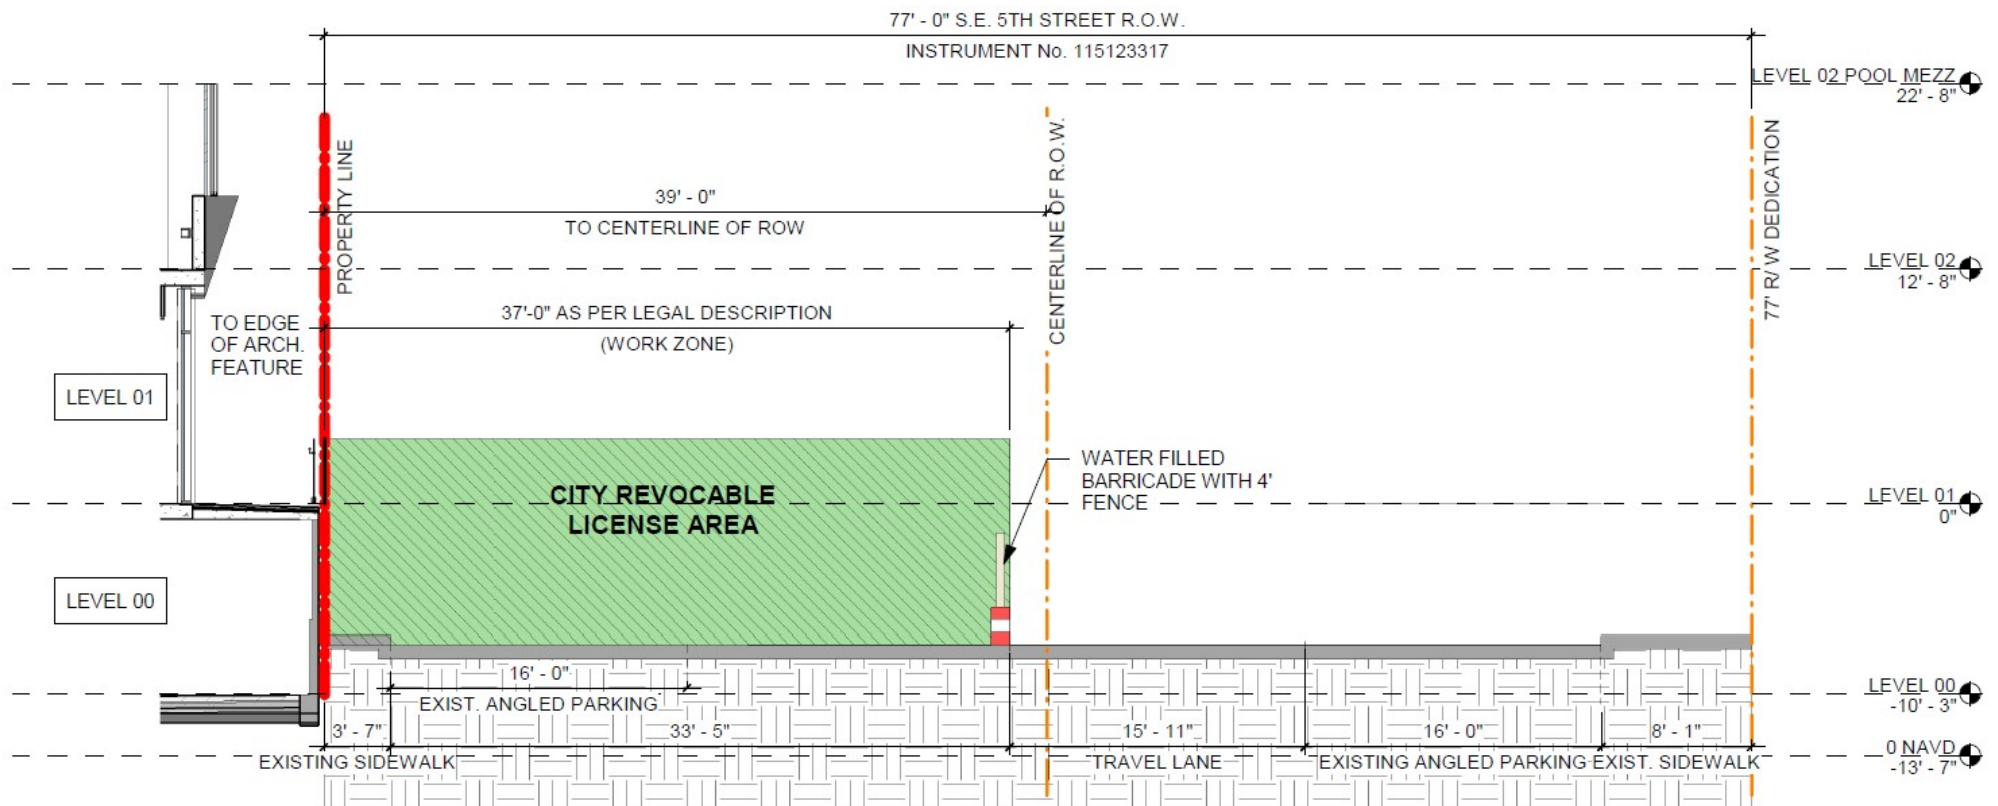 77' - 0" S.E. 5TH STREET R.O.W.
INSTRUMENT No. 115123317
LEVEL 02 POOL MEZZ
22' - 8"
PROPERTY LINE
CENTERLINE OF R.O.W.
77' R/W DEDICATION
39' - 0"
TO CENTERLINE OF ROW
LEVEL 02
12' - 8"
37'-0" AS PER LEGAL DESCRIPTION
(WORK ZONE)
TO EDGE
OF ARCH.
FEATURE
LEVEL 01
WATER FILLED
BARRICADE WITH 4'
FENCE
CITY REVOCABLE
LICENSE AREA
LEVEL 01
0"
LEVEL 00
16' - 0"
EXIST. ANGLED PARKING
LEVEL 00
-10' - 3"
3' - 7"
33' - 5"
15' - 11"
16' - 0"
8' - 1"
EXISTING SIDEWALK
TRAVEL LANE
EXISTING ANGLED PARKING
EXIST. SIDEWALK
0 NAVD
-13' - 7"